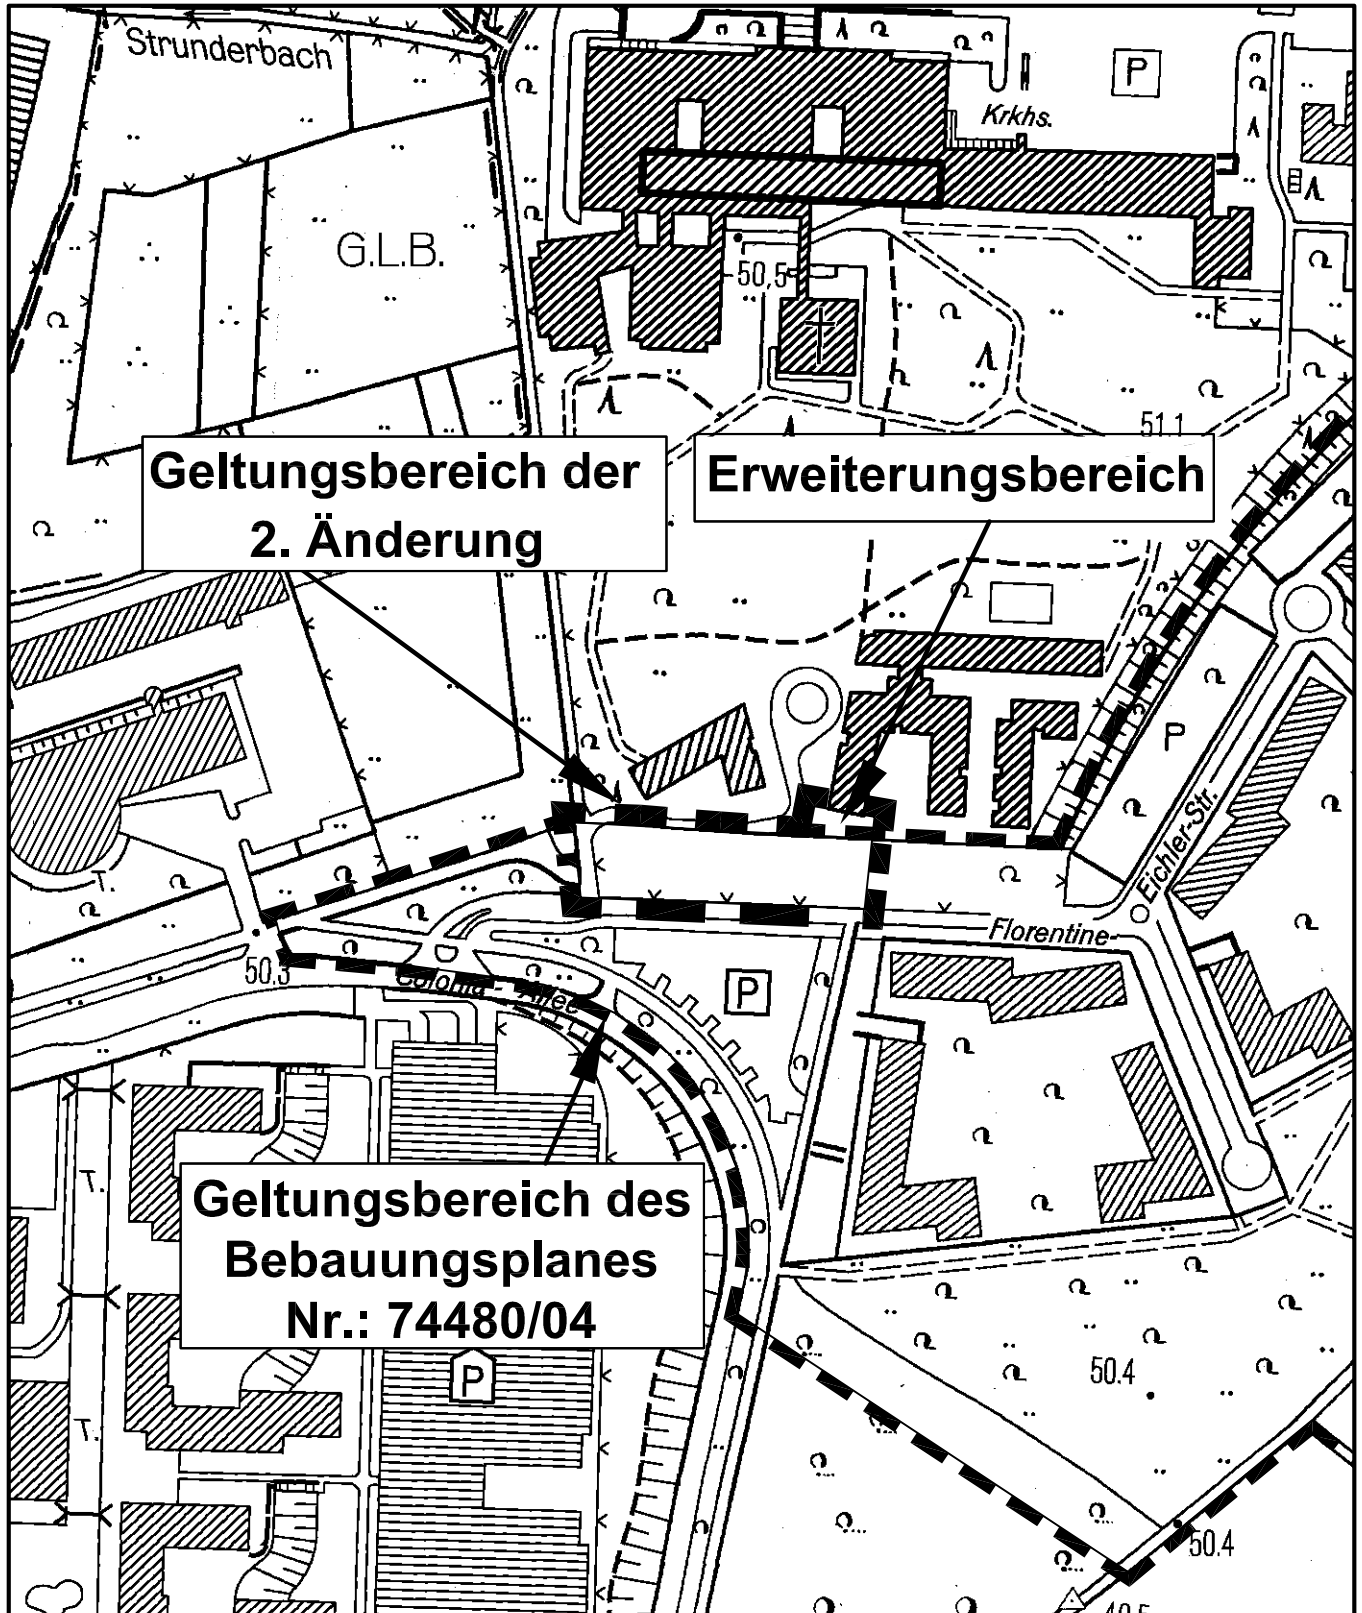 Strunderbach
P
Krkhs.
G.L.B.
50,5
51.1
Geltungsbereich der
2. Änderung
Erweiterungsbereich
P
Eichler-Str.
T.
Florentine-
50.3
Colonia - Allee
P
T.
Geltungsbereich des
Bebauungsplanes
Nr.: 74480/04
P
50.4
T.
50.4